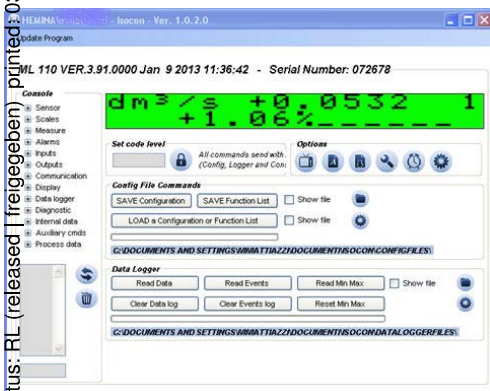 - Isocon - Ver. 1.0.2.0
Update Program
ML 110 VER.3.91.0000 Jan 9 2013 11:36:42 - Serial Number: 072678
Console
Sensor
Scales
Measure
Alarms
Inputs
Outputs
Communication
Display
Data logger
Diagnostic
Internal data
Auxiliary cmds
Process data
dm³/s +0.0532 1
+1.06%______
Set code level
All commands send with.
(Config, Logger and Con:
Options
Config File Commands
SAVE Configuration
SAVE Function List
Show file
LOAD a Configuration or Function List
Show file
C:\DOCUMENTS AND SETTINGS\MMATTIAZZI\DOCUMENTI\ISOCON\CONFIGFILES\
Data Logger
Read Data
Read Events
Read Min Max
Show file
Clear Data log
Clear Events log
Reset Min Max
C:\DOCUMENTS AND SETTINGS\MMATTIAZZI\DOCUMENTI\ISOCON\DATALOGGERFILES\
tus: RL (released | freigegeben) printed: 03